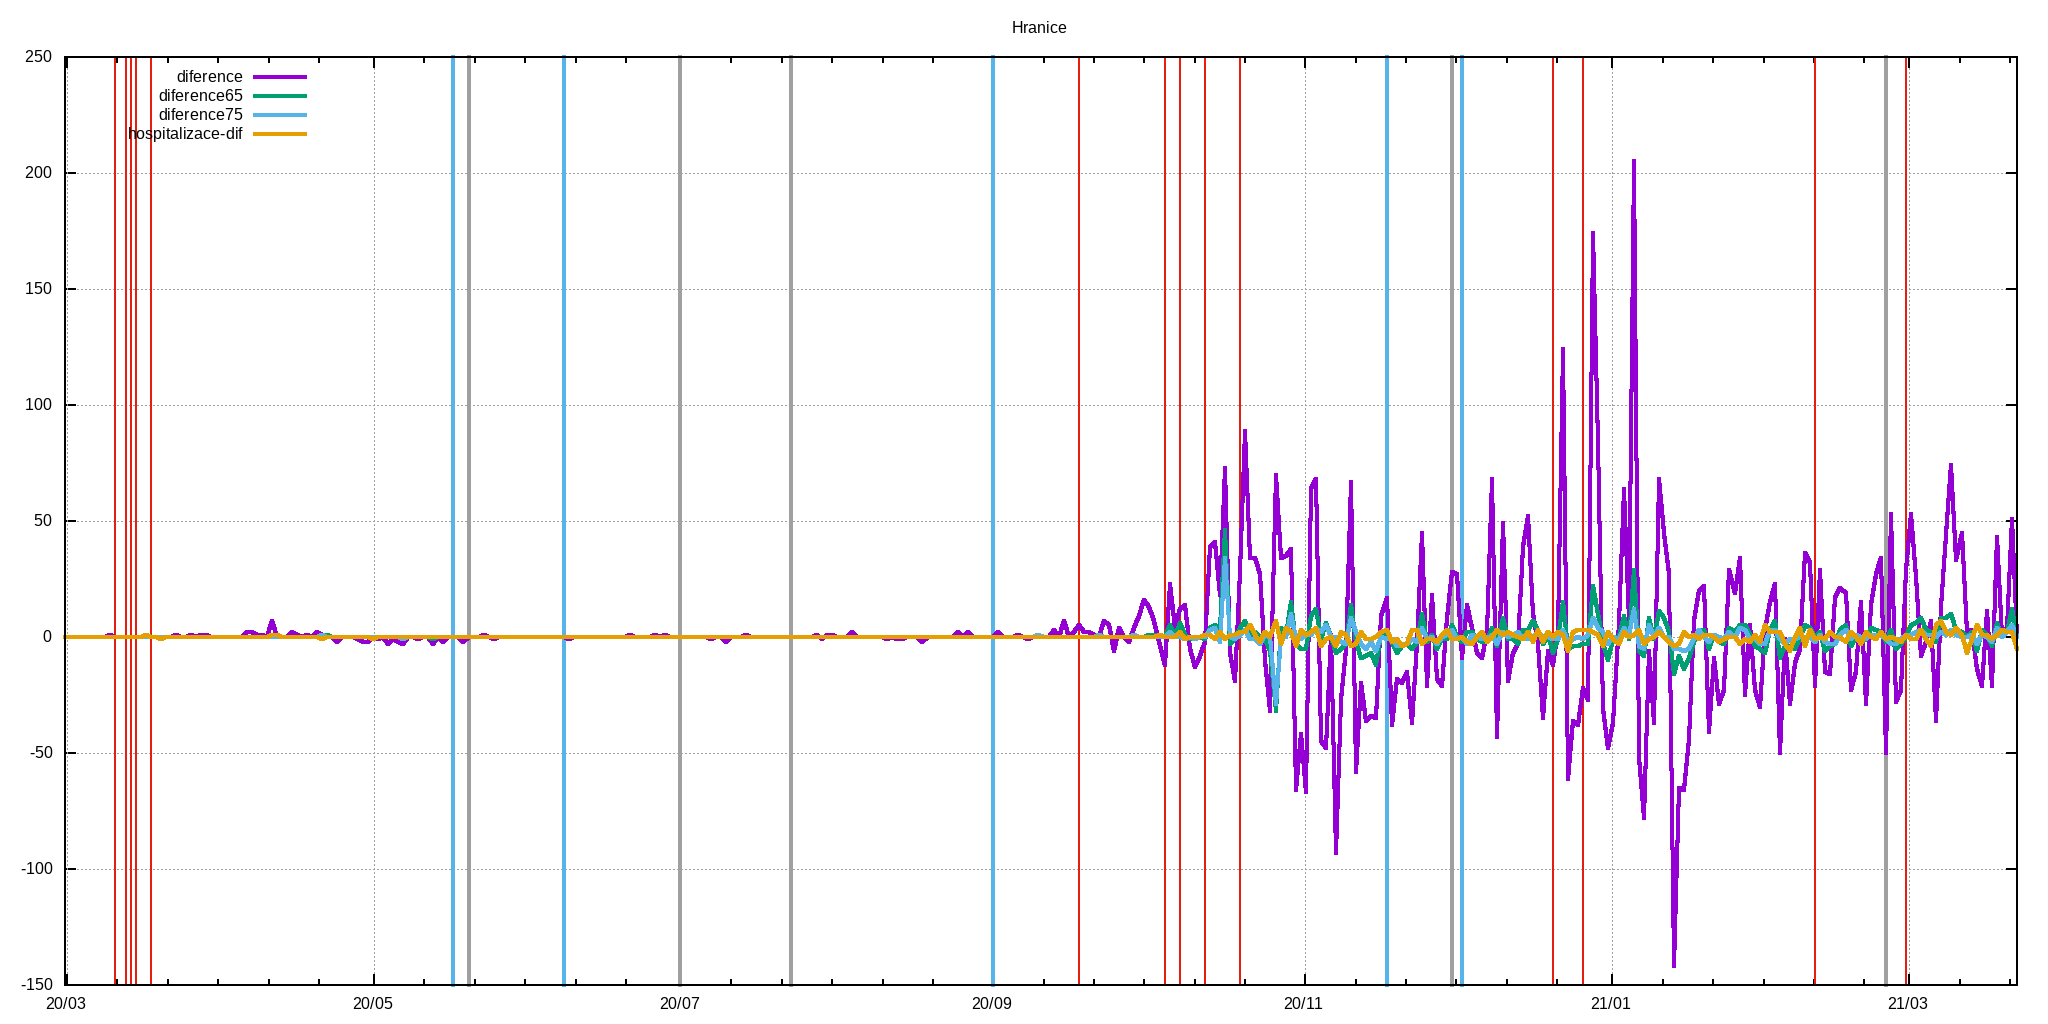 Hranice
250
diference
diference65
diference75
hospitalizace-dif
200
150
100
50
0
-50
-100
-150
20/03 20/05 20/07 20/09 20/11 21/01 21/03